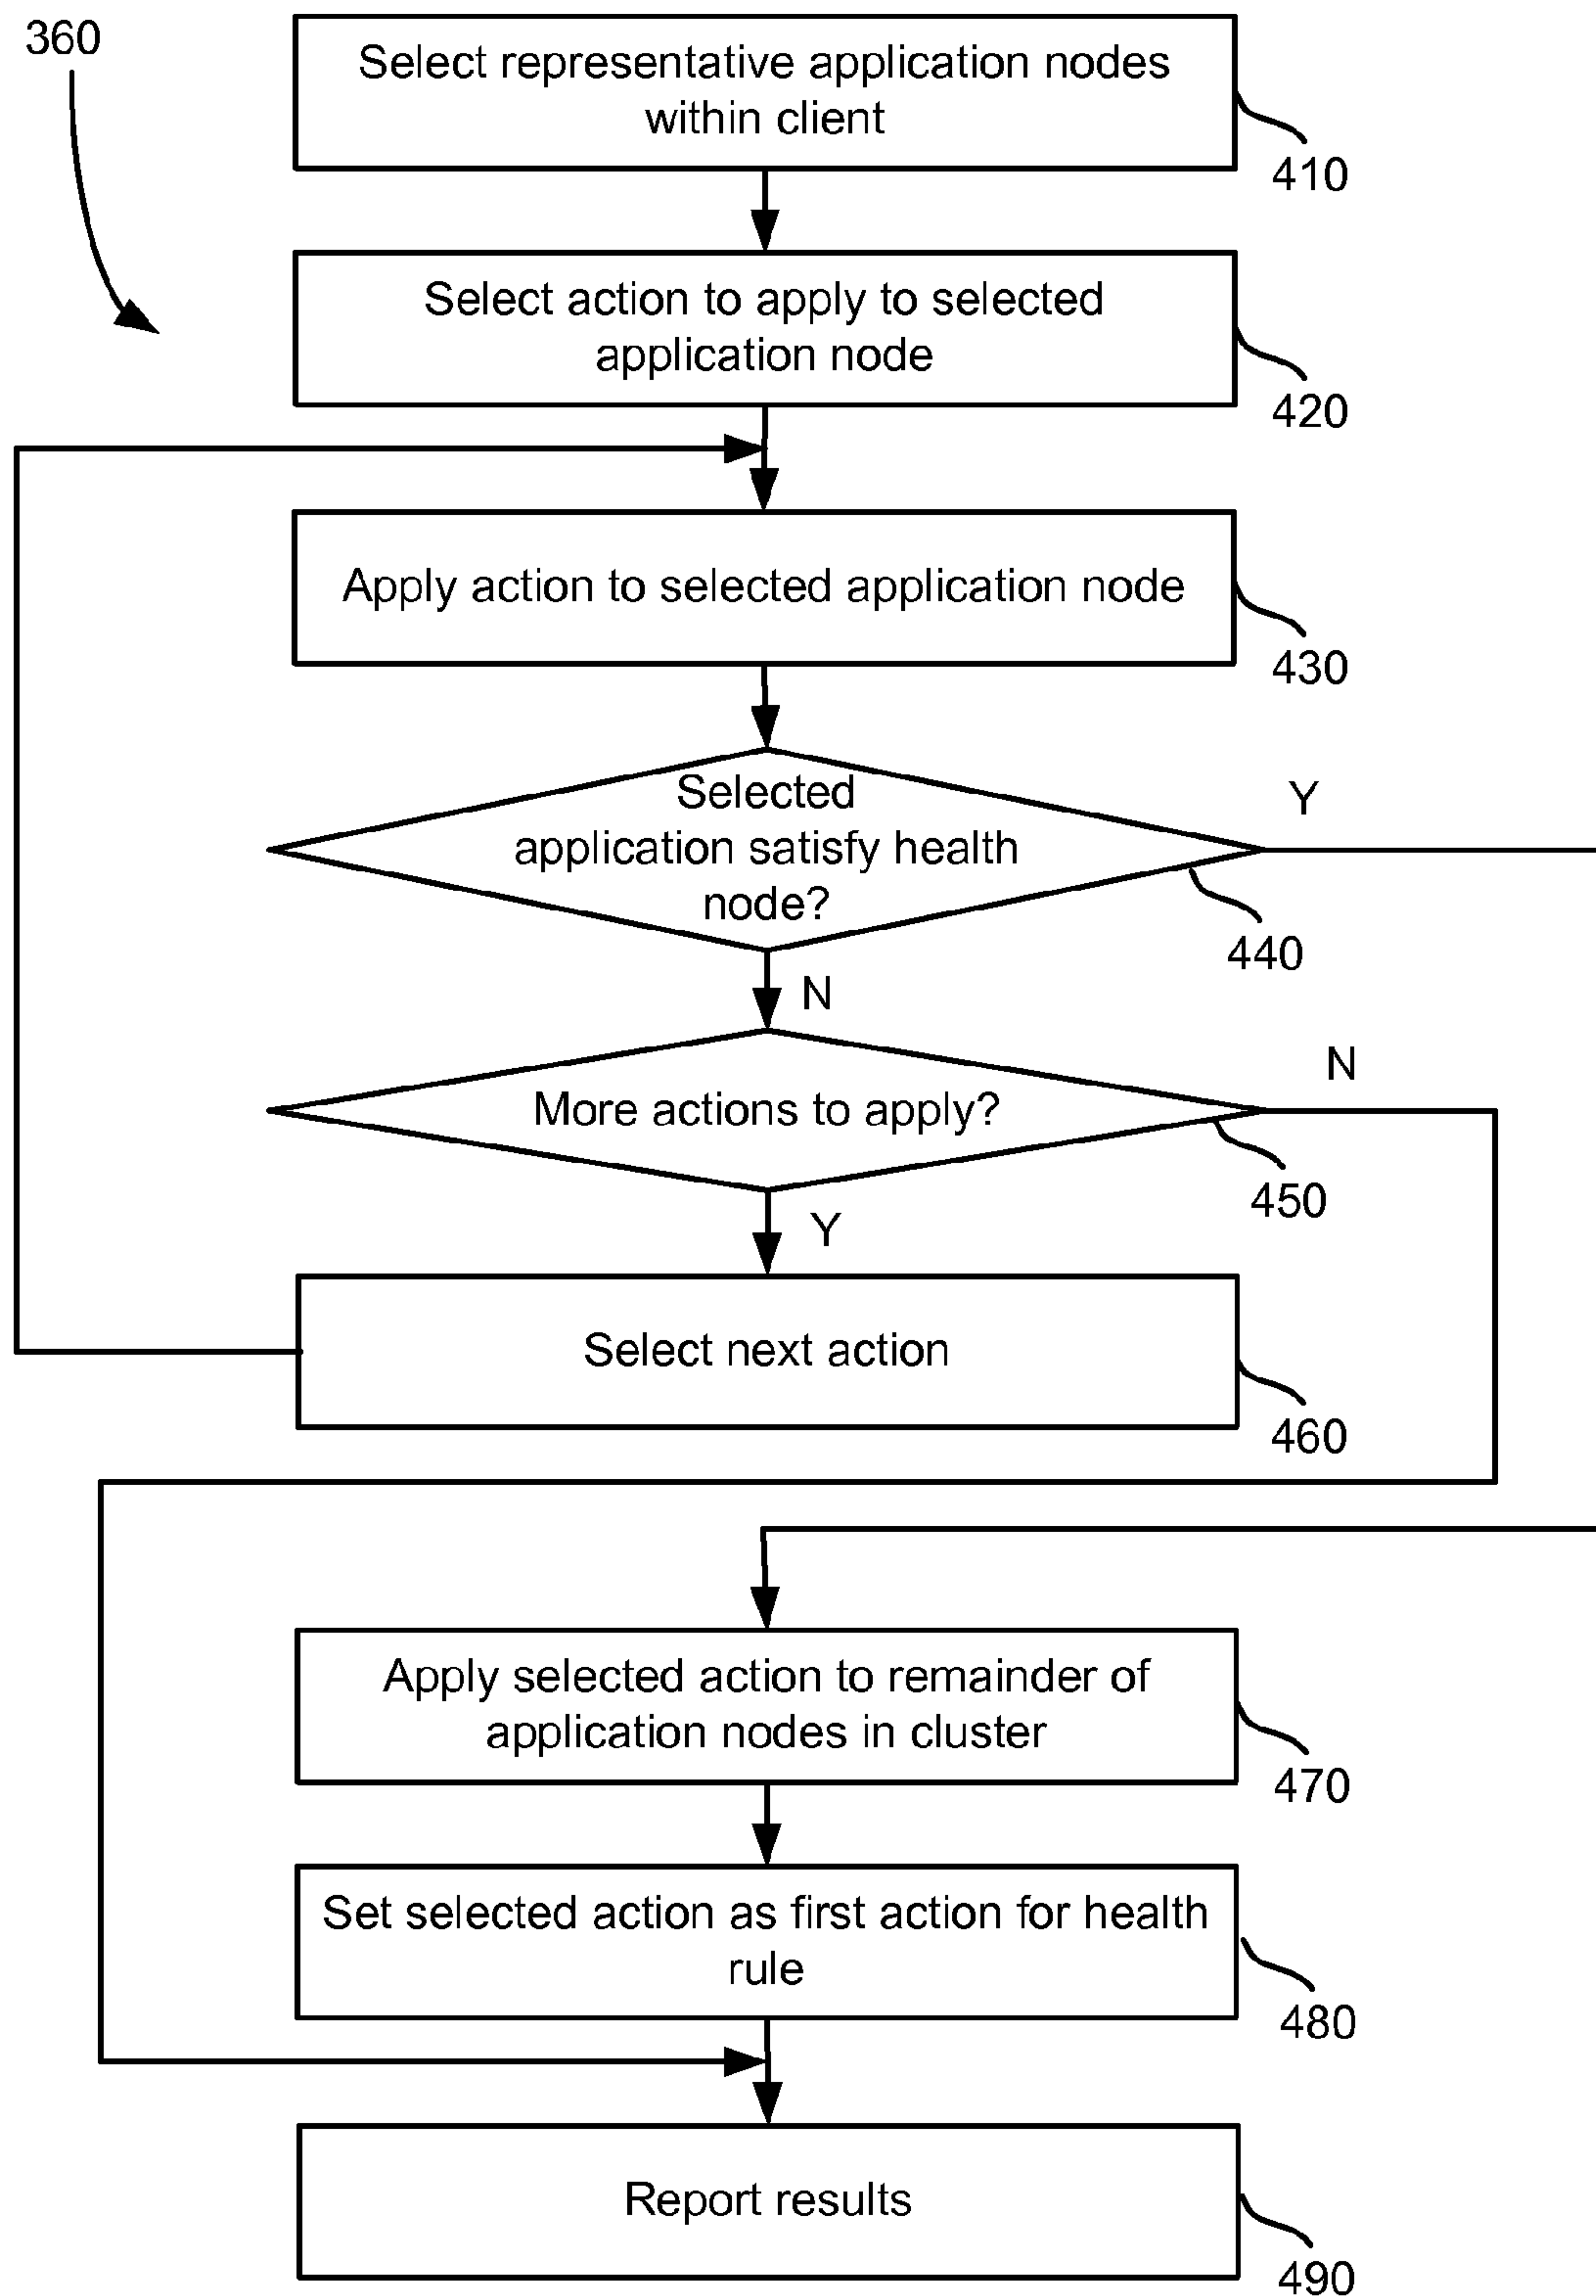 360
Select representative application nodes
within client
410
Select action to apply to selected
application node
420
Apply action to selected application node
430
Selected
application satisfy health
node?
Y
440
N
More actions to apply?
N
450
Y
Select next action
460
Apply selected action to remainder of
application nodes in cluster
470
Set selected action as first action for health
rule
480
Report results
490